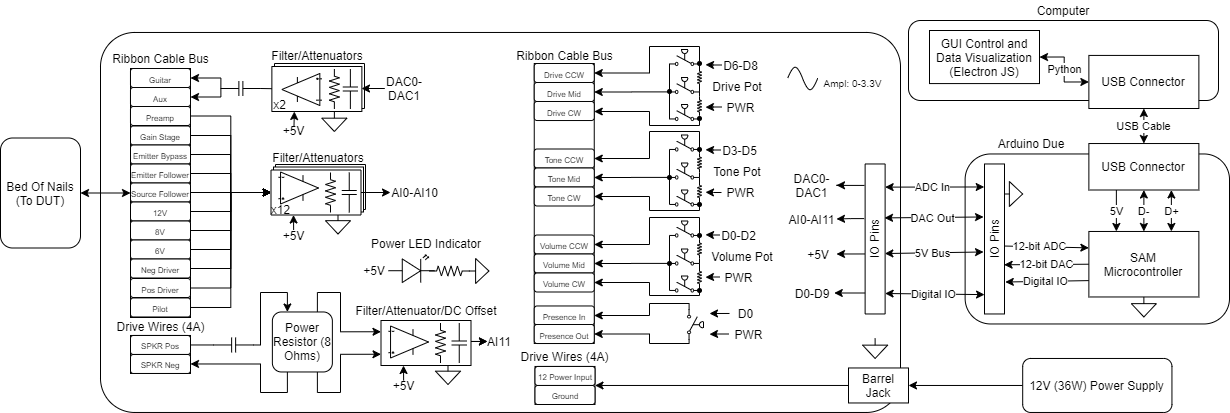 Computer
GUI Control and
Data Visualization
(Electron JS)
Python
USB Connector
USB Cable
Arduino Due
USB Connector
5V
D-
D+
SAM
Microcontroller
IO Pins
12-bit ADC
12-bit DAC
Digital IO
ADC In
DAC Out
5V Bus
Digital IO
IO Pins
DAC0-
DAC1
AI0-AI11
+5V
D0-D9
Ampl: 0-3.3V
Bed Of Nails
(To DUT)
Ribbon Cable Bus
Guitar
Aux
Preamp
Gain Stage
Emitter Bypass
Emitter Follower
Source Follower
12V
8V
6V
Neg Driver
Pos Driver
Pilot
Drive Wires (4A)
SPKR Pos
SPKR Neg
Filter/Attenuators
x2
+5V
DAC0-
DAC1
Filter/Attenuators
x12
+5V
AI0-AI10
Power LED Indicator
+5V
Power
Resistor (8
Ohms)
Filter/Attenuator/DC Offset
+5V
AI11
Ribbon Cable Bus
Drive CCW
Drive Mid
Drive CW
Tone CCW
Tone Mid
Tone CW
Volume CCW
Volume Mid
Volume CW
Presence In
Presence Out
D6-D8
Drive Pot
PWR
D3-D5
Tone Pot
PWR
D0-D2
Volume Pot
PWR
D0
PWR
Drive Wires (4A)
12 Power Input
Ground
Barrel
Jack
12V (36W) Power Supply